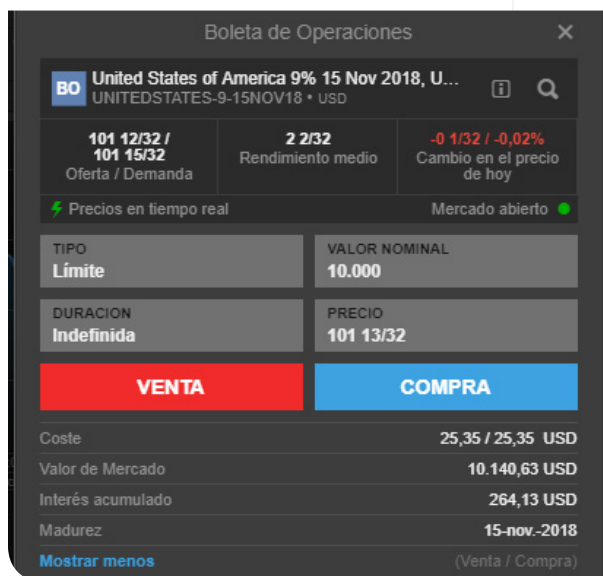 Boleta de Operaciones
BO
United States of America 9% 15 Nov 2018, U...
UNITEDSTATES-9-15NOV18 • USD
101 12/32 /
101 15/32
Oferta / Demanda
2 2/32
Rendimiento medio
-0 1/32 / -0,02%
Cambio en el precio
de hoy
Precios en tiempo real
Mercado abierto
TIPO
Límite
VALOR NOMINAL
10.000
DURACION
Indefinida
PRECIO
101 13/32
VENTA
COMPRA
Coste
25,35 / 25,35 USD
Valor de Mercado
10.140,63 USD
Interés acumulado
264,13 USD
Madurez
15-nov.-2018
Mostrar menos
(Venta / Compra)